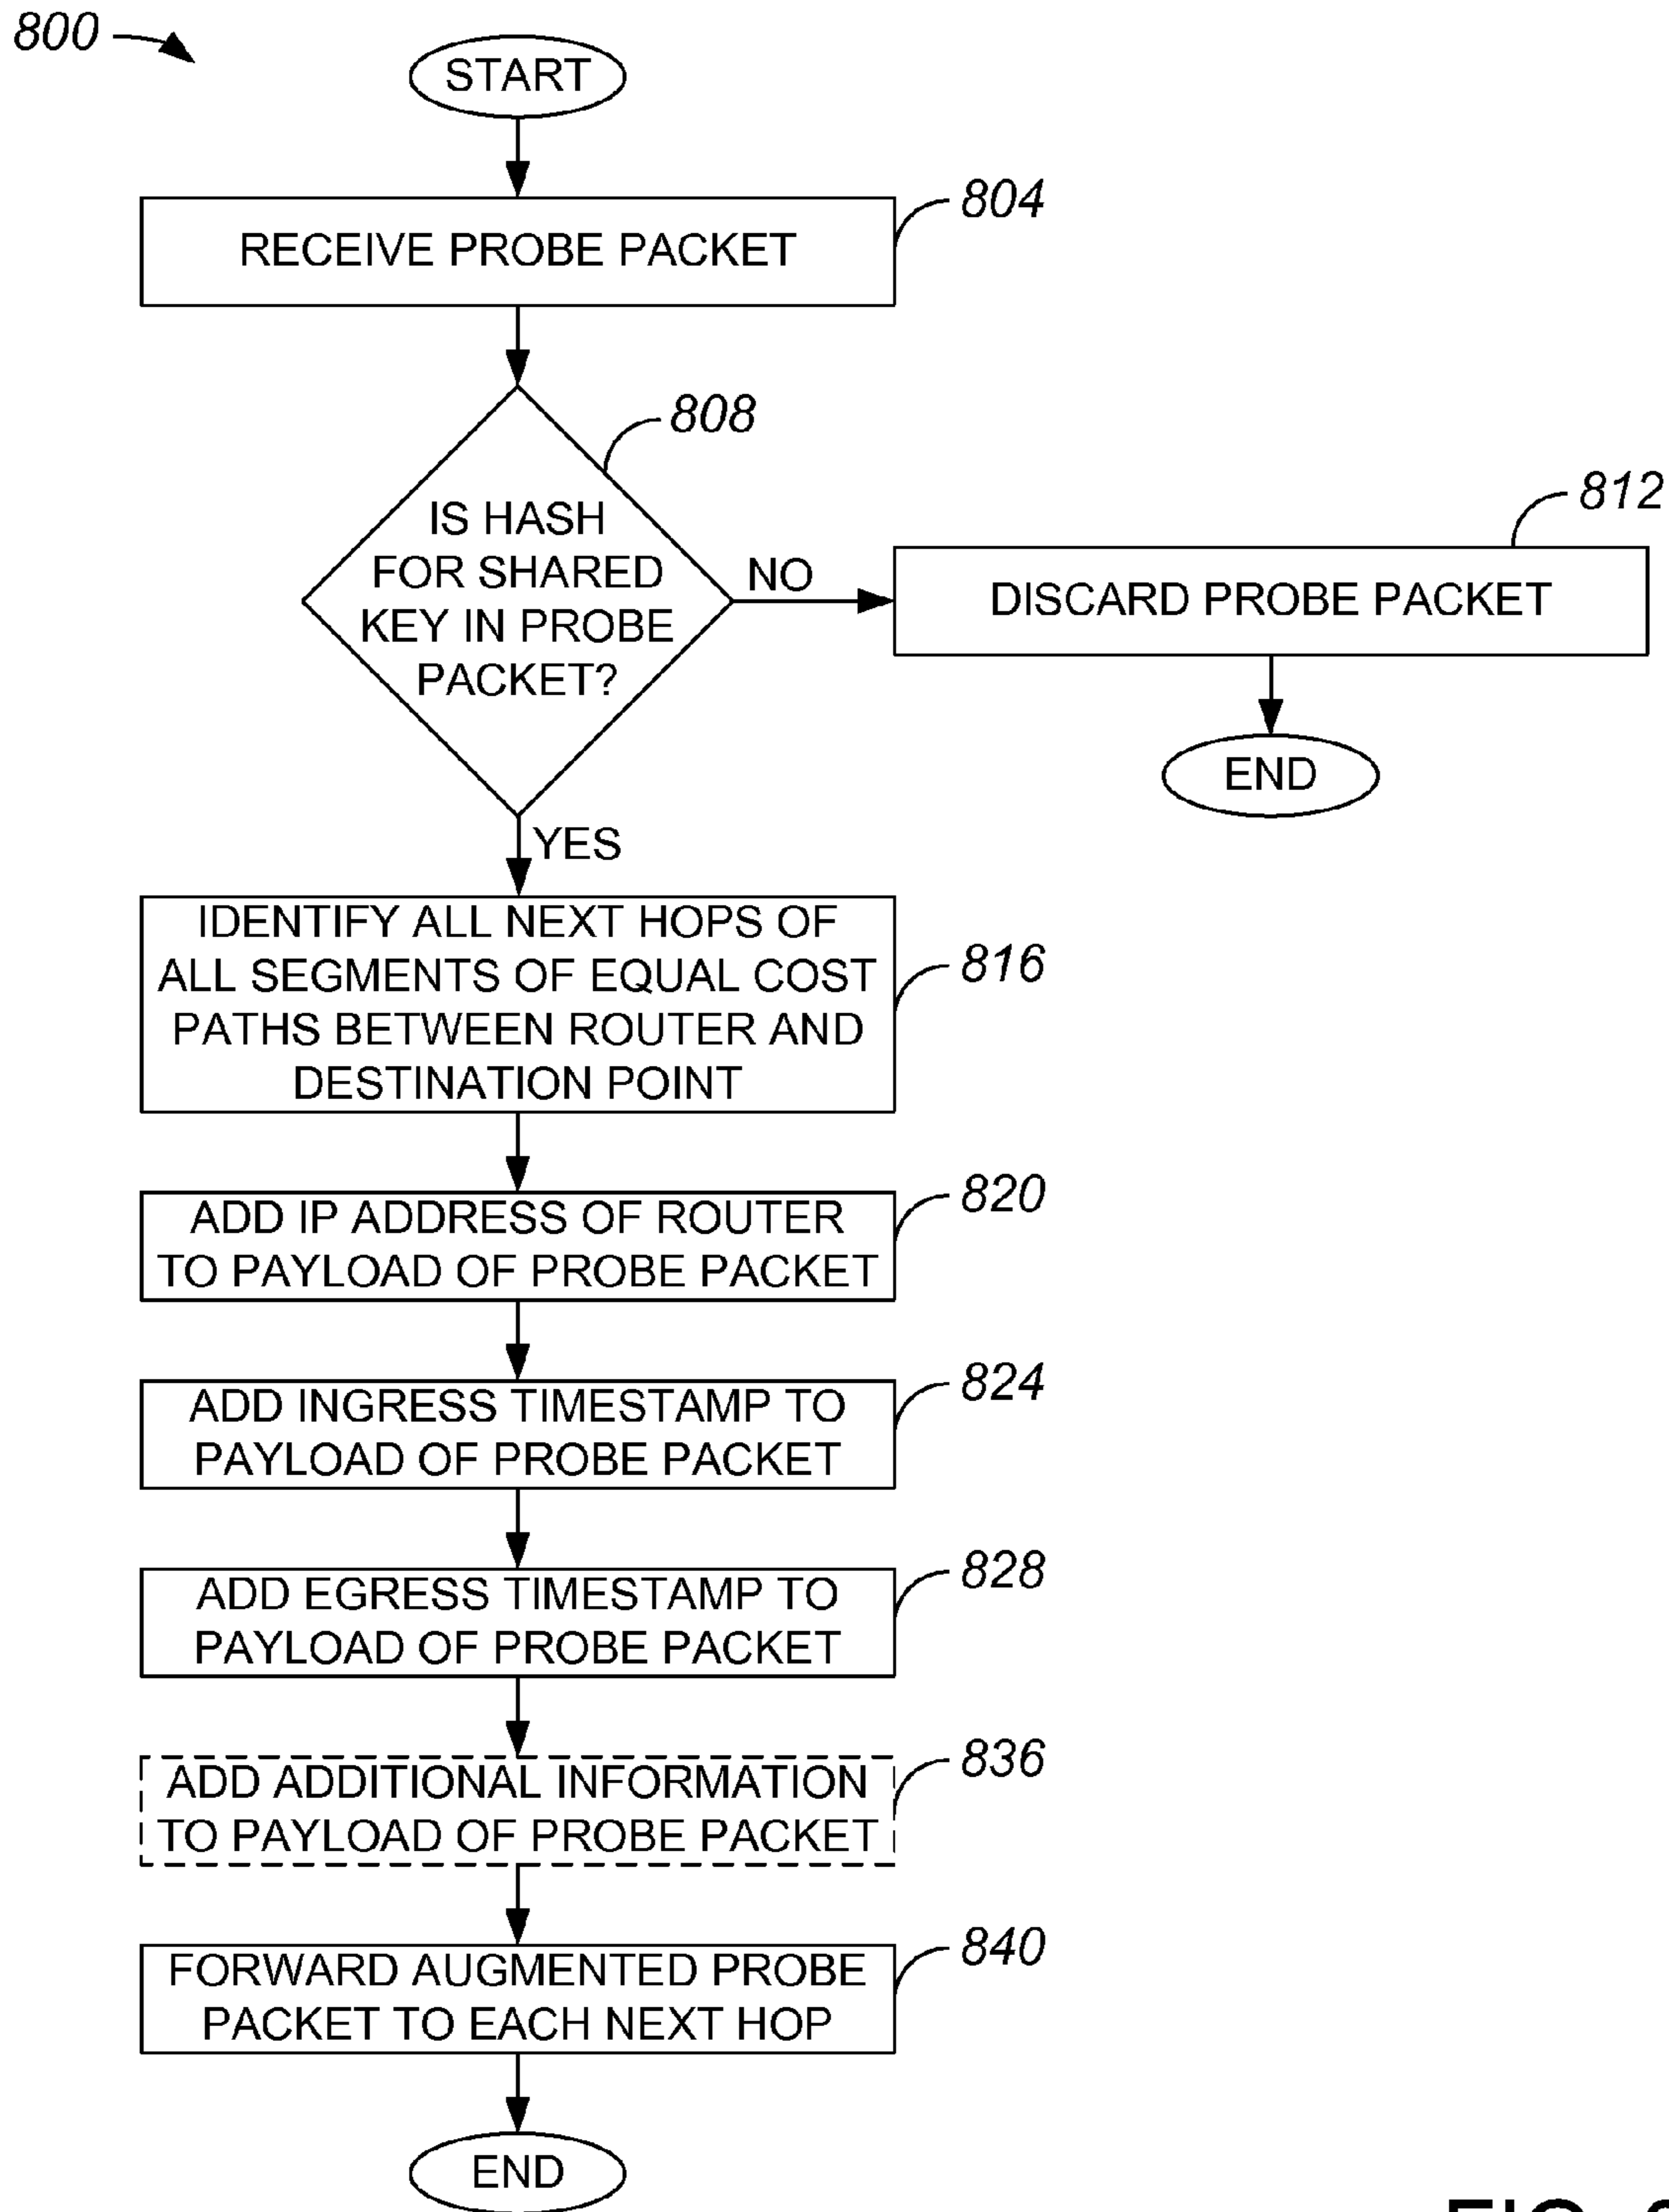 800
START
804
RECEIVE PROBE PACKET
808
IS HASH
FOR SHARED
KEY IN PROBE
PACKET?
NO
812
DISCARD PROBE PACKET
END
YES
IDENTIFY ALL NEXT HOPS OF
ALL SEGMENTS OF EQUAL COST
PATHS BETWEEN ROUTER AND
DESTINATION POINT
816
ADD IP ADDRESS OF ROUTER
TO PAYLOAD OF PROBE PACKET
820
ADD INGRESS TIMESTAMP TO
PAYLOAD OF PROBE PACKET
824
ADD EGRESS TIMESTAMP TO
PAYLOAD OF PROBE PACKET
828
ADD ADDITIONAL INFORMATION
TO PAYLOAD OF PROBE PACKET
836
FORWARD AUGMENTED PROBE
PACKET TO EACH NEXT HOP
840
END
FIG.